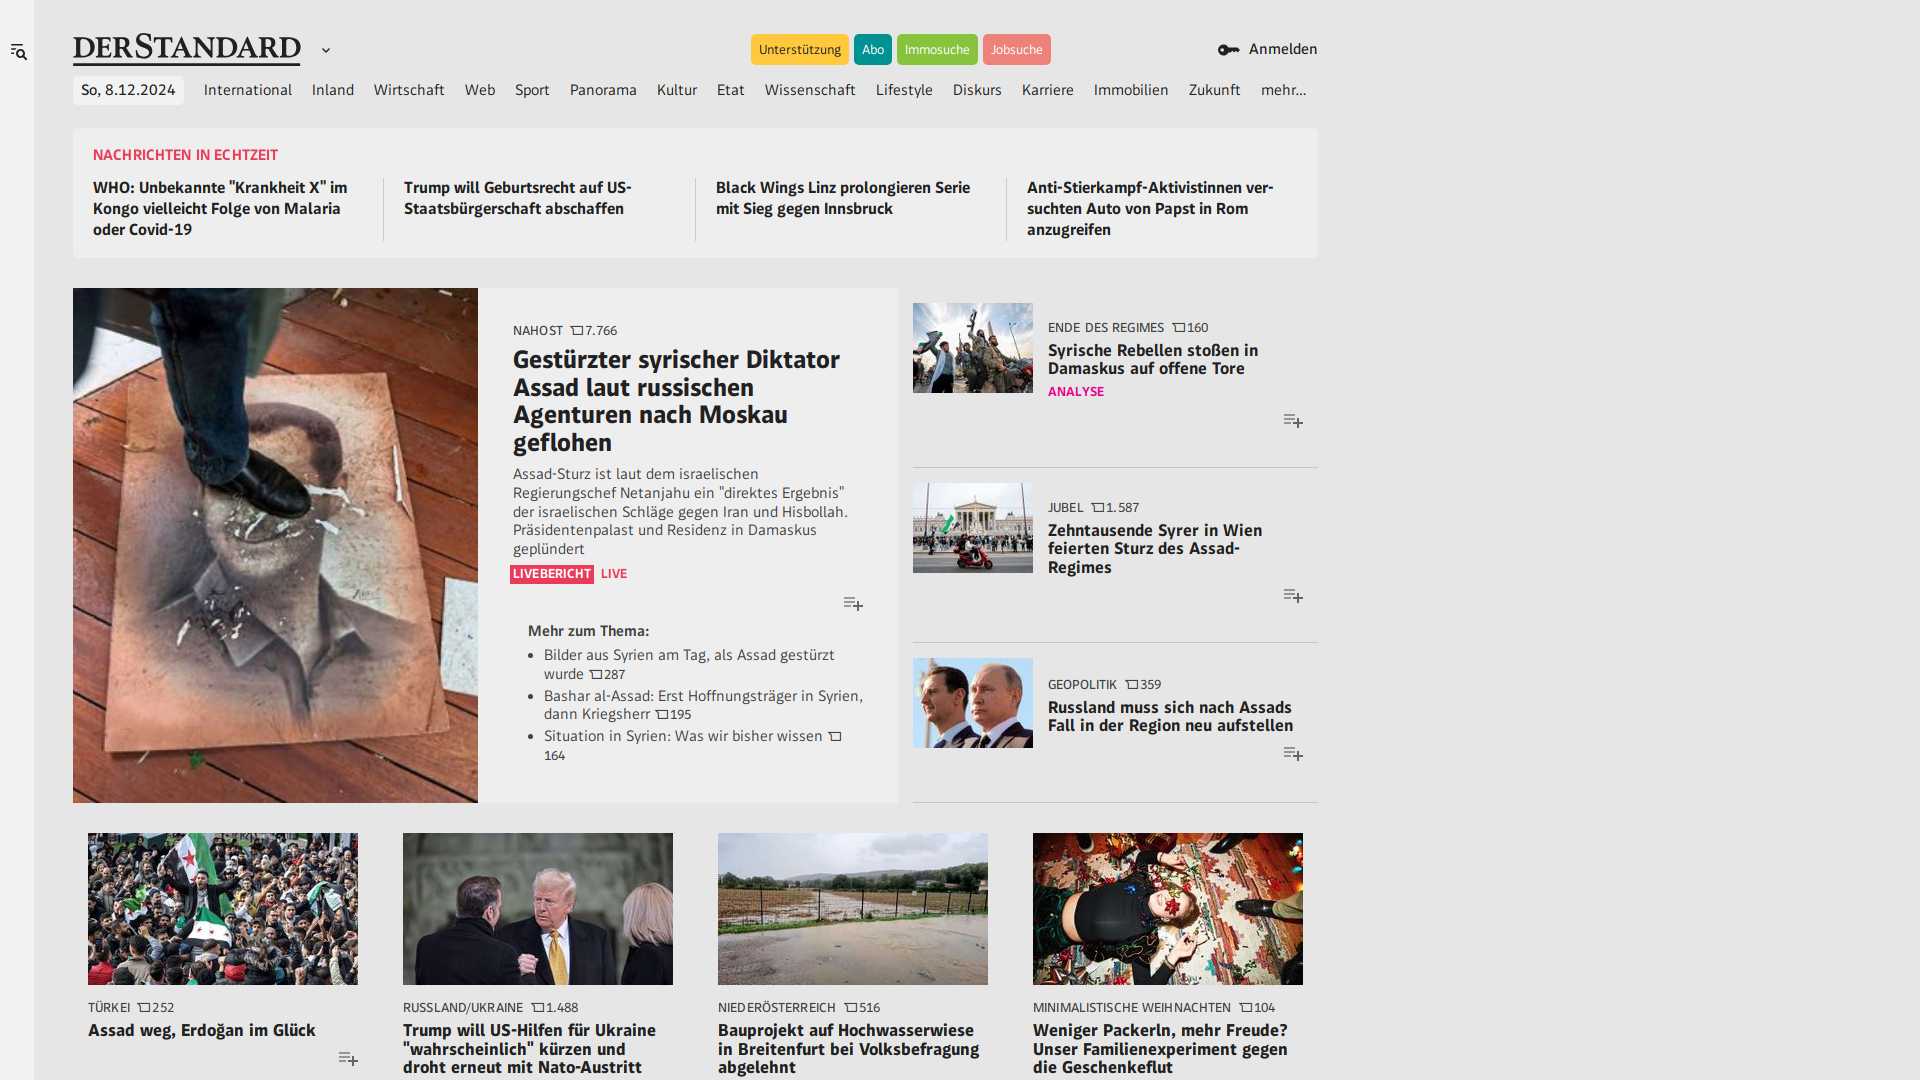 DERSTANDARD
Unterstützung Abo Immosuche Jobsuche
Anmelden
So, 8.12.2024 International Inland Wirtschaft Web Sport Panorama Kultur Etat Wissenschaft Lifestyle Diskurs Karriere Immobilien Zukunft mehr...
NACHRICHTEN IN ECHTZEIT
WHO: Unbekannte "Krankheit X" im
Kongo vielleicht Folge von Malaria
oder Covid-19
Trump will Geburtsrecht auf US-
Staatsbürgerschaft abschaffen
Black Wings Linz prolongieren Serie
mit Sieg gegen Innsbruck
Anti-Stierkampf-Aktivistinnen ver-
suchten Auto von Papst in Rom
anzugreifen
NAHOST 7.766
Gestürzter syrischer Diktator
Assad laut russischen
Agenturen nach Moskau
geflohen
Assad-Sturz ist laut dem israelischen
Regierungschef Netanjahu ein "direktes Ergebnis"
der israelischen Schläge gegen Iran und Hisbollah.
Präsidentenpalast und Residenz in Damaskus
geplündert
LIVEBERICHT LIVE
Mehr zum Thema:
Bilder aus Syrien am Tag, als Assad gestürzt
wurde 287
Bashar al-Assad: Erst Hoffnungsträger in Syrien,
dann Kriegsherr 195
Situation in Syrien: Was wir bisher wissen
164
ENDE DES REGIMES 160
Syrische Rebellen stoßen in
Damaskus auf offene Tore
ANALYSE
JUBEL 1.587
Zehntausende Syrer in Wien
feierten Sturz des Assad-
Regimes
GEOPOLITIK 359
Russland muss sich nach Assads
Fall in der Region neu aufstellen
TÜRKEI 252
Assad weg, Erdoğan im Glück
RUSSLAND/UKRAINE 1.488
Trump will US-Hilfen für Ukraine
"wahrscheinlich" kürzen und
droht erneut mit Nato-Austritt
NIEDERÖSTERREICH 516
Bauprojekt auf Hochwasserwiese
in Breitenfurt bei Volksbefragung
abgelehnt
MINIMALISTISCHE WEIHNACHTEN 104
Weniger Packerln, mehr Freude?
Unser Familienexperiment gegen
die Geschenkeflut